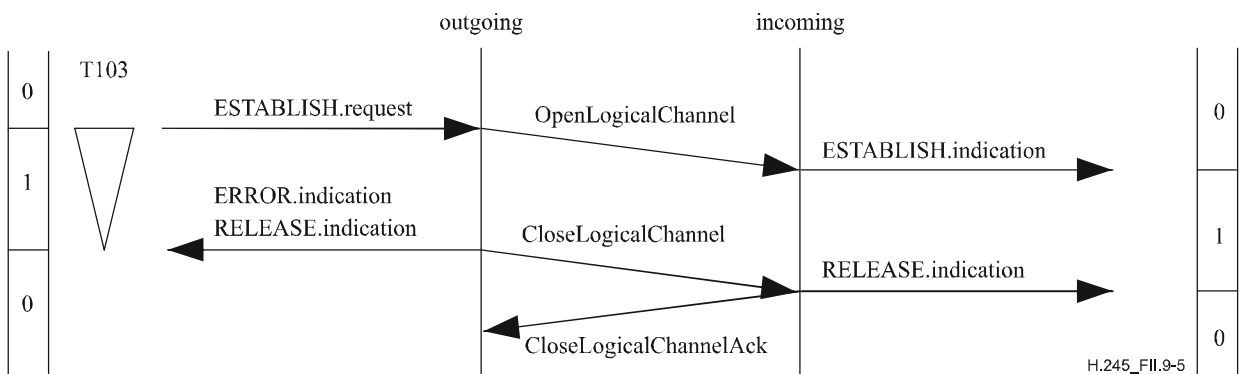 outgoing
incoming
T103
0
ESTABLISH.request
OpenLogicalChannel
0
ESTABLISH.indication
1
ERROR.indication
RELEASE.indication
CloseLogicalChannel
1
RELEASE.indication
0
CloseLogicalChannelAck
0
H.245_FII.9-5